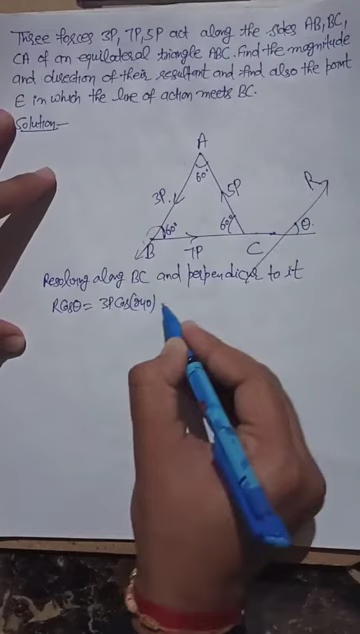 Three forces 3P, 7P, 5P act along the sides AB, BC,
CA of an equilateral triangle ABC. Find the magnitude
and direction of their resultant and find also the point
E in which the line of action meets BC.
Solution-
A
60°
3P.
5P
R
60°
60°
θ
B
7P
C
Resolving along BC and perpendicular to it
RCosθ = 3P Cos(240)